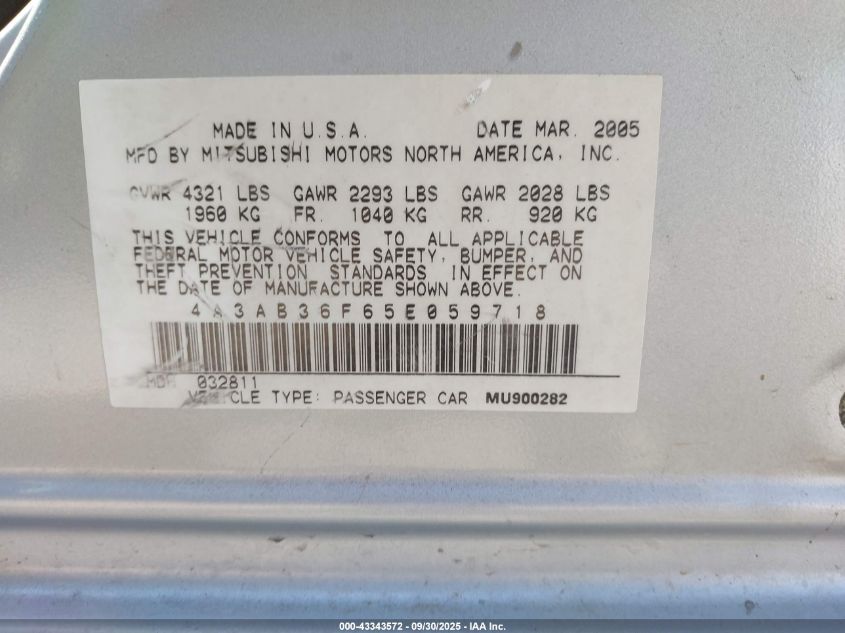 MADE IN U.S.A. DATE MAR. 2005
MFD BY MITSUBISHI MOTORS NORTH AMERICA, INC.
GVWR 4321 LBS GAWR 2293 LBS GAWR 2028 LBS
1960 KG FR. 1040 KG RR. 920 KG
THIS VEHICLE CONFORMS TO ALL APPLICABLE
FEDERAL MOTOR VEHICLE SAFETY, BUMPER, AND
THEFT PREVENTION STANDARDS IN EFFECT ON
THE DATE OF MANUFACTURE SHOWN ABOVE.
4A3AB36F65E059718
MDH 032811
VEHICLE TYPE: PASSENGER CAR MU900282
000-43343572 - 09/30/2025 - IAA Inc.